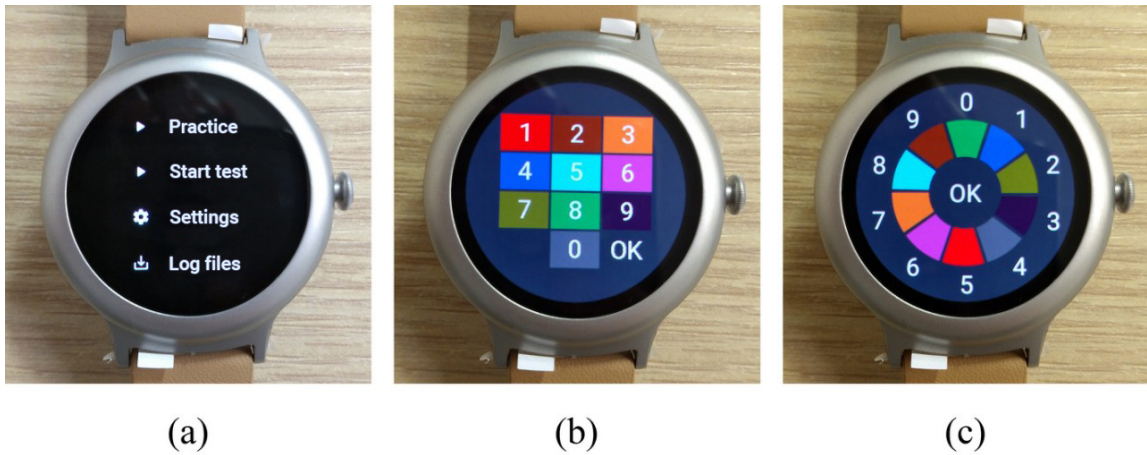 Practice
Start test
Settings
Log files
1 2 3
4 5 6
7 8 9
0 OK
0
9 1
8 2
OK
7 3
6 4
5
(a) (b) (c)